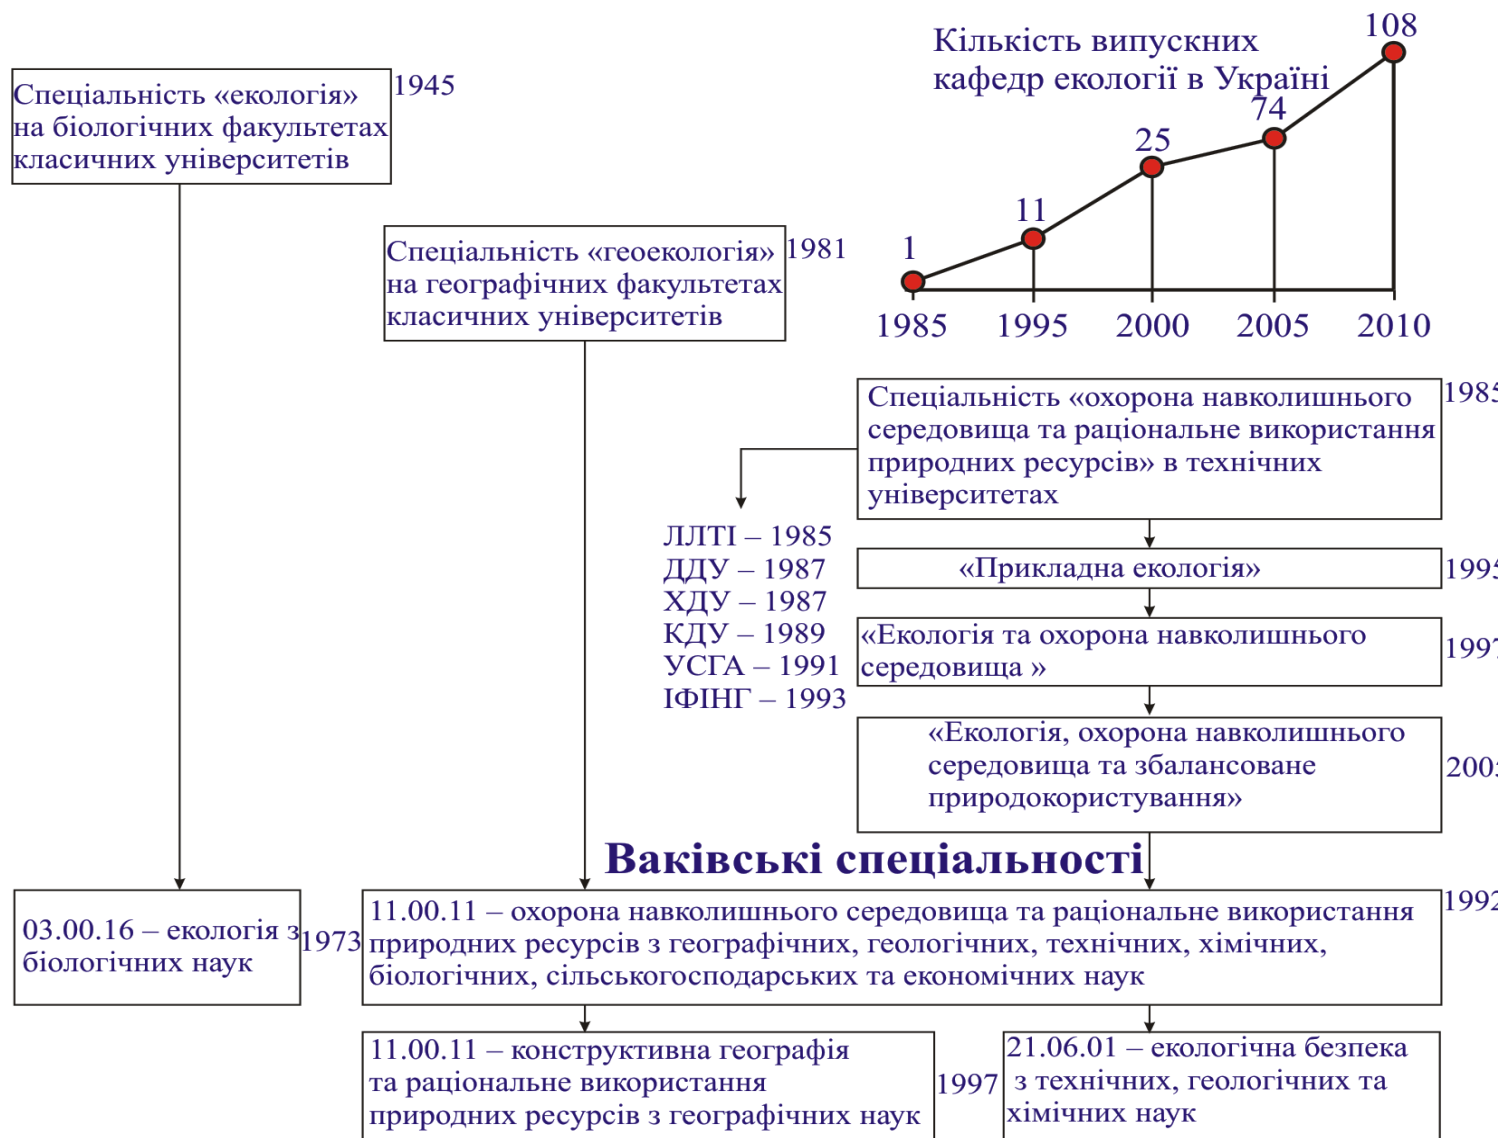 Кількість випускних
кафедр екології в Україні
108
74
25
11
1
1985 1995 2000 2005 2010
Спеціальність «екологія»
на біологічних факультетах
класичних університетів
1945
Спеціальність «геоекологія»
на географічних факультетах
класичних університетів
1981
Спеціальність «охорона навколишнього
середовища та раціональне використання
природних ресурсів» в технічних
університетах
1985
ЛЛТІ – 1985
ДДУ – 1987
ХДУ – 1987
КДУ – 1989
УСГА – 1991
ІФІНГ – 1993
«Прикладна екологія»
1995
«Екологія та охорона навколишнього
середовища »
1997
«Екологія, охорона навколишнього
середовища та збалансоване
природокористування»
Ваківські спеціальності
03.00.16 – екологія з
біологічних наук
1973
11.00.11 – охорона навколишнього середовища та раціональне використання
природних ресурсів з географічних, геологічних, технічних, хімічних,
біологічних, сільськогосподарських та економічних наук
1992
11.00.11 – конструктивна географія
та раціональне використання
природних ресурсів з географічних наук
1997
21.06.01 – екологічна безпека
з технічних, геологічних та
хімічних наук